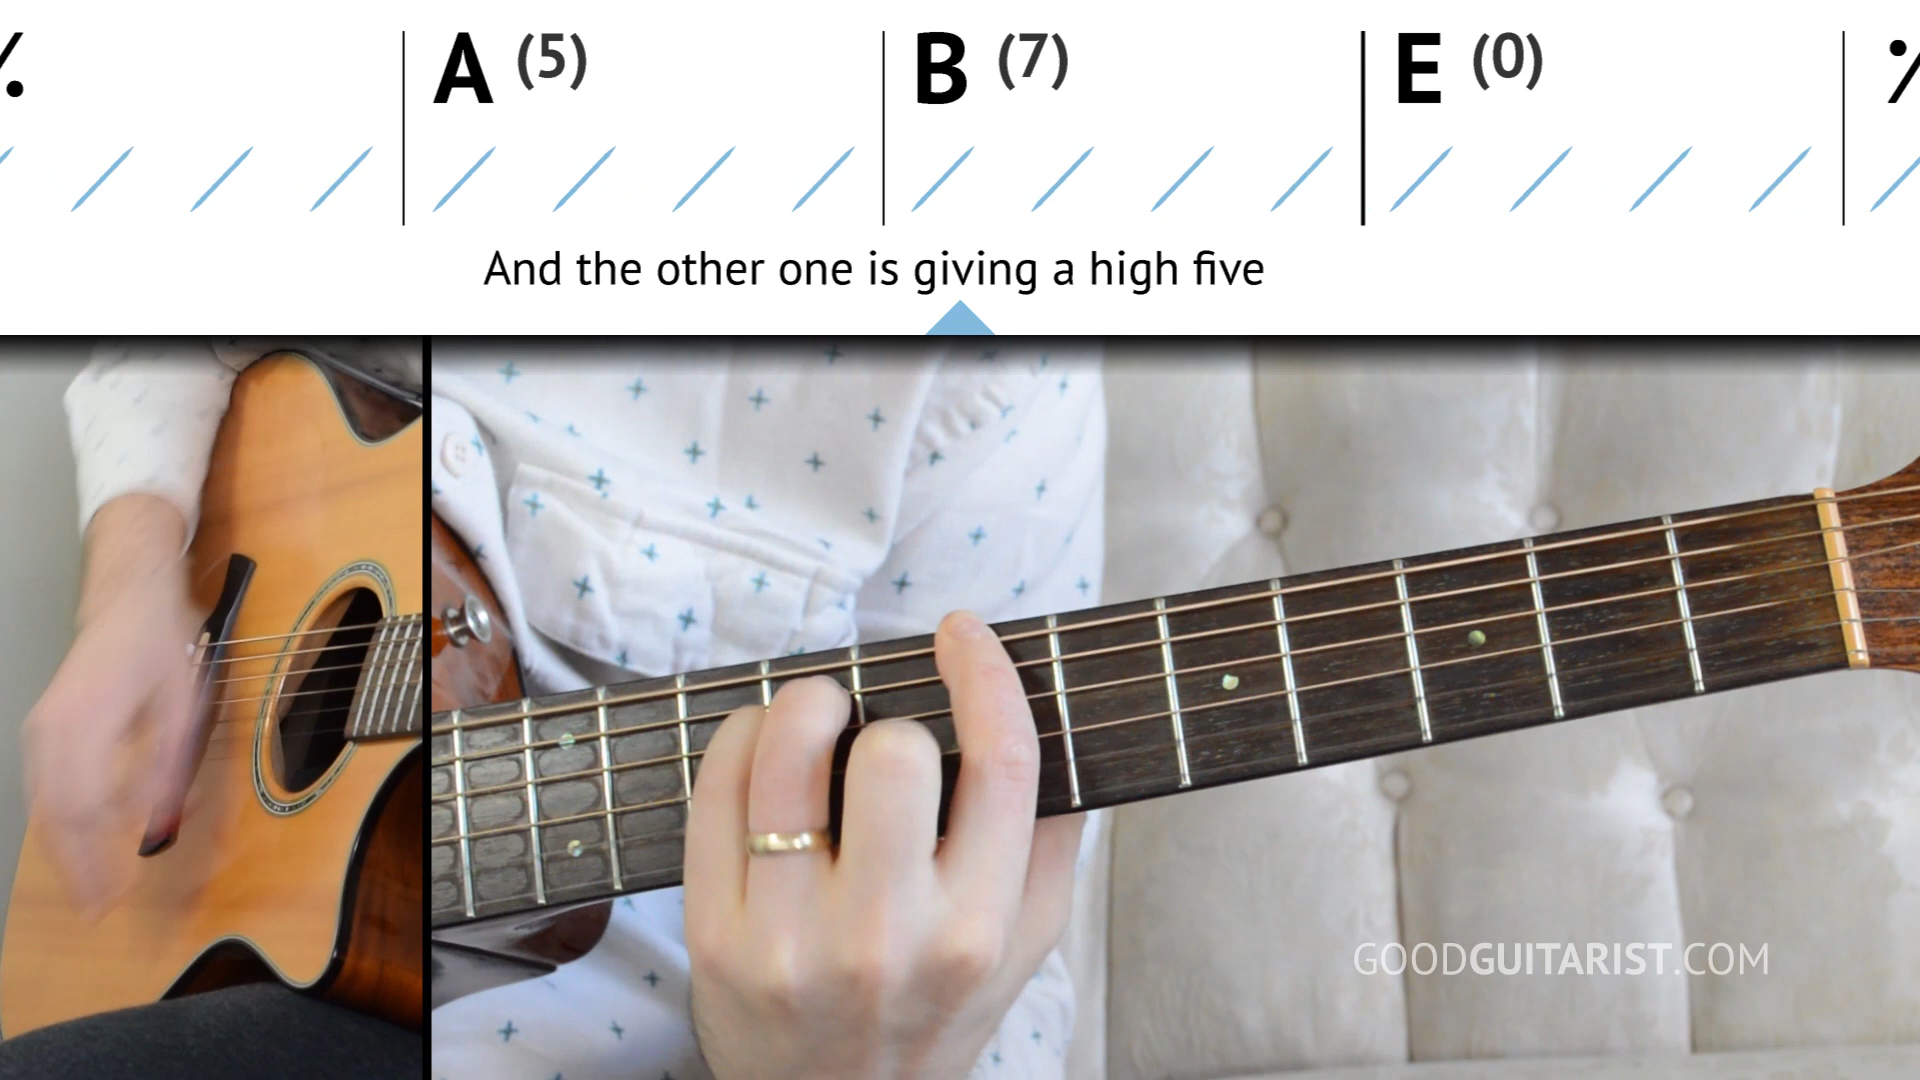 ٪ A (5) B (7) E (0) ٪
And the other one is giving a high five
GOODGUITARIST.COM